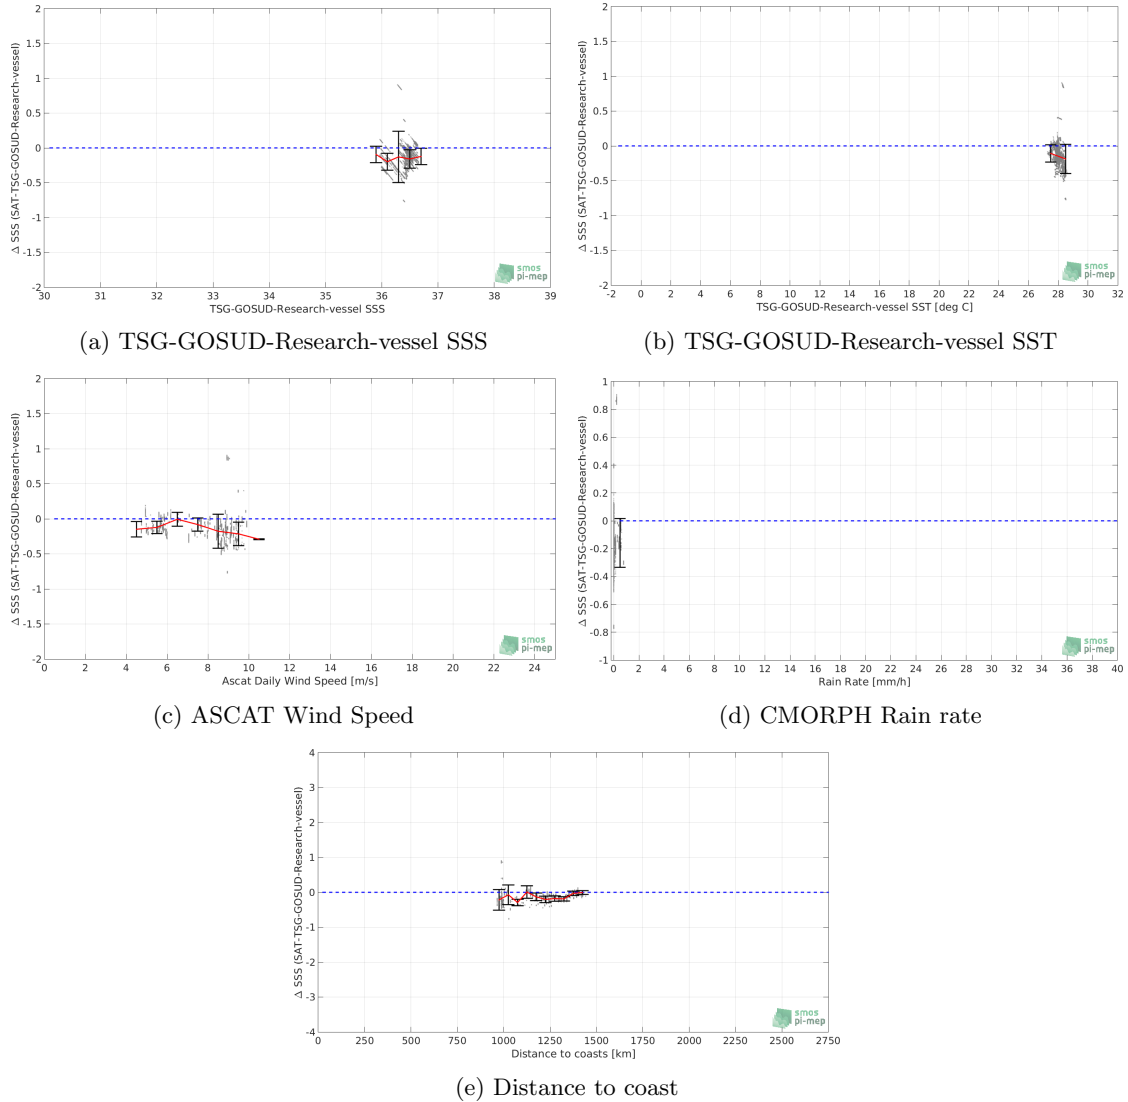 2
1.5
1
0.5
0
-0.5
-1
-1.5
-2
Δ SSS (SAT-TSG-GOSUD-Research-vessel)
30 31 32 33 34 35 36 37 38 39
TSG-GOSUD-Research-vessel SSS
smos
pi-mep
(a) TSG-GOSUD-Research-vessel SSS
2
1.5
1
0.5
0
-0.5
-1
-1.5
-2
Δ SSS (SAT-TSG-GOSUD-Research-vessel)
-2 0 2 4 6 8 10 12 14 16 18 20 22 24 26 28 30 32
TSG-GOSUD-Research-vessel SST [deg C]
smos
pi-mep
(b) TSG-GOSUD-Research-vessel SST
2
1.5
1
0.5
0
-0.5
-1
-1.5
-2
Δ SSS (SAT-TSG-GOSUD-Research-vessel)
0 2 4 6 8 10 12 14 16 18 20 22 24
Ascat Daily Wind Speed [m/s]
smos
pi-mep
(c) ASCAT Wind Speed
1
0.8
0.6
0.4
0.2
0
-0.2
-0.4
-0.6
-0.8
-1
Δ SSS (SAT-TSG-GOSUD-Research-vessel)
0 2 4 6 8 10 12 14 16 18 20 22 24 26 28 30 32 34 36 38 40
Rain Rate [mm/h]
smos
pi-mep
(d) CMORPH Rain rate
4
3
2
1
0
-1
-2
-3
-4
Δ SSS (SAT-TSG-GOSUD-Research-vessel)
0 250 500 750 1000 1250 1500 1750 2000 2250 2500 2750
Distance to coasts [km]
smos
pi-mep
(e) Distance to coast